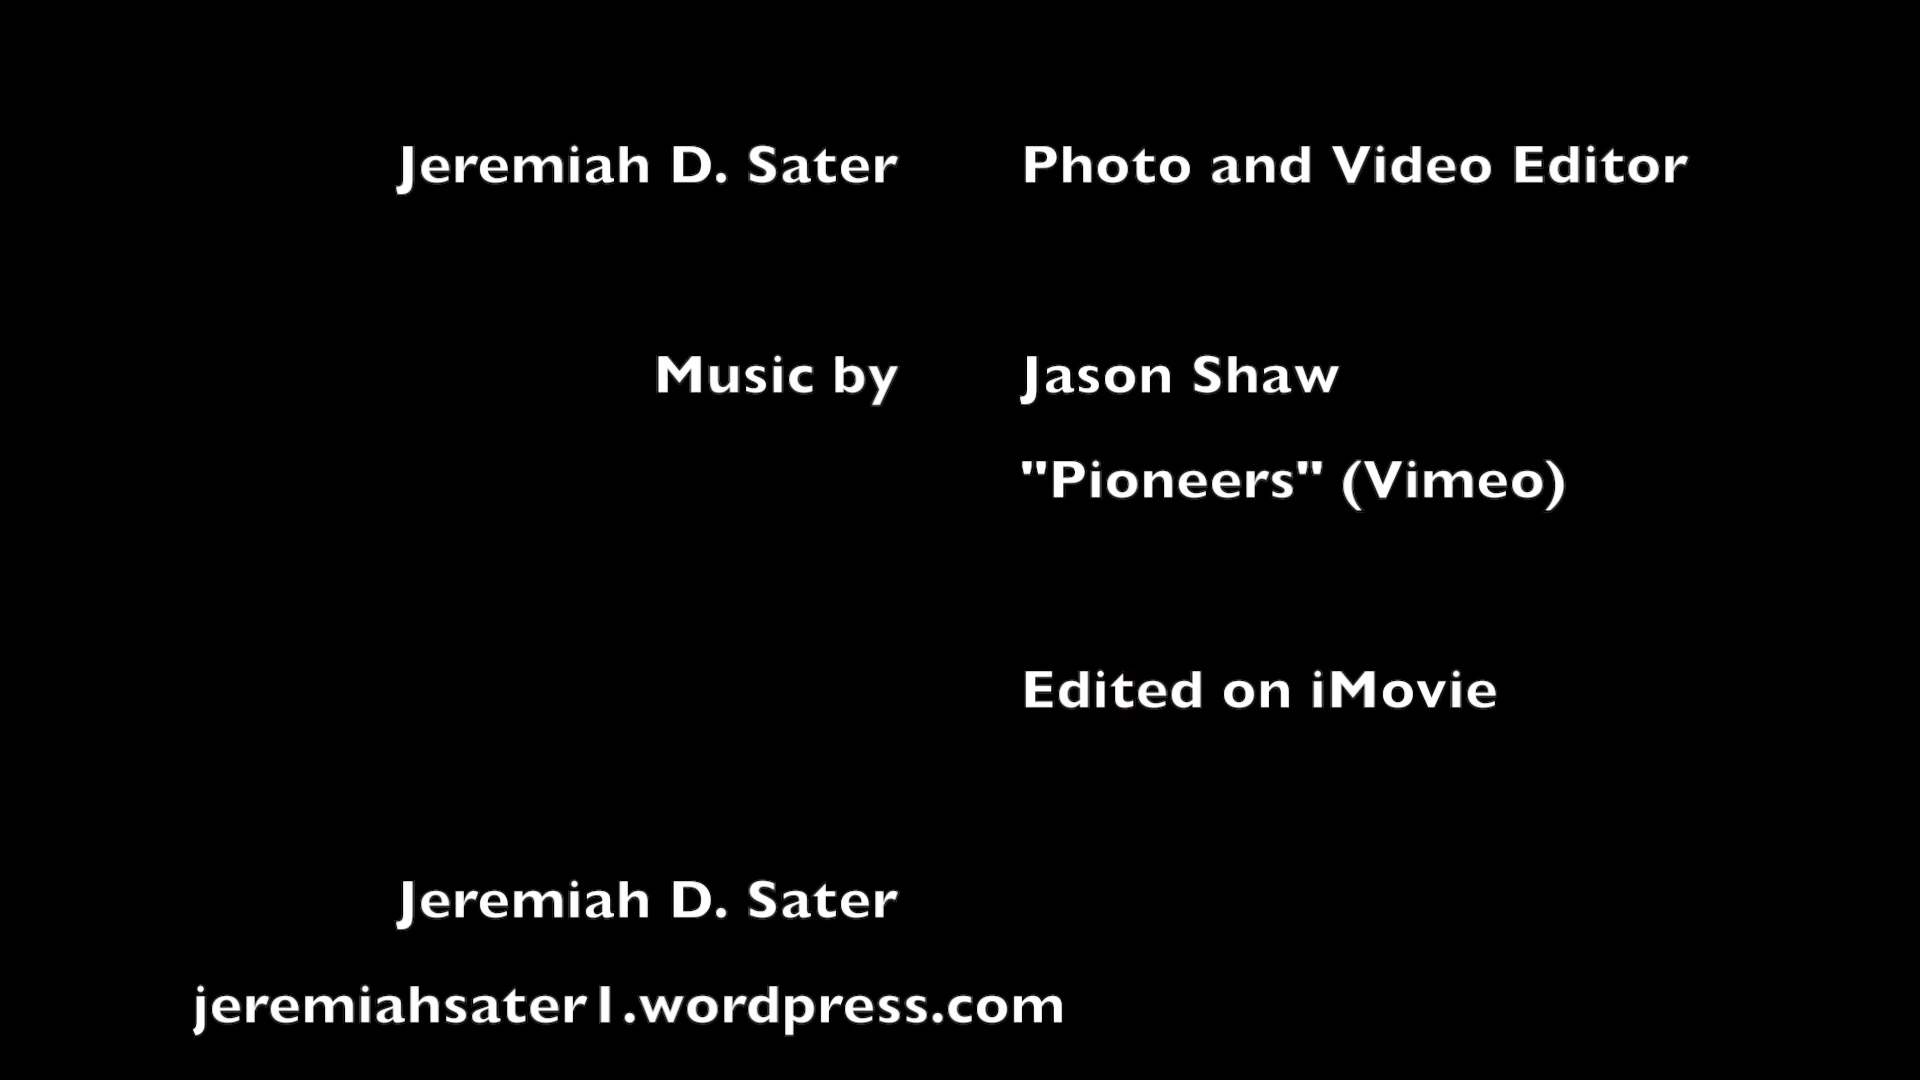 Jeremiah D. Sater Photo and Video Editor
Music by Jason Shaw
"Pioneers" (Vimeo)
Edited on iMovie
Jeremiah D. Sater
jeremiahsater1.wordpress.com